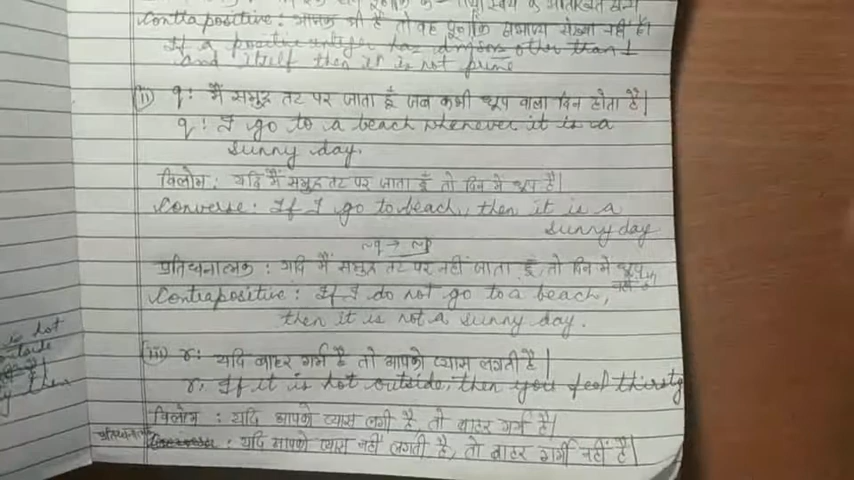 Contrapositive: भाजक भी है तो वह पूर्णांक अभाज्य संख्या नहीं है।
If a positive integer has divisors other than 1
and itself then it is not prime
(ii) q: मैं समुद्र तट पर जाता हूँ जब कभी धूप वाला दिन होता है।
q: I go to a beach whenever it is a
sunny day.
विलोम: यदि मैं समुद्र तट पर जाता हूँ तो दिन में धूप है।
Converse: If I go to beach, then it is a
sunny day
~q → ~p
प्रतिधनात्मक: यदि मैं समुद्र तट पर नहीं जाता हूँ, तो दिन में धूप
नहीं है।
Contrapositive: If I do not go to a beach,
then it is not a sunny day.
is hot
(iii) r: यदि बाहर गर्म है तो आपको प्यास लगती है।
r: If it is hot outside, then you feel thirsty
विलोम: यदि आपको प्यास लगी है, तो बाहर गर्म है।
: यदि आपको प्यास नहीं लगती है, तो बाहर गर्मी नहीं है।